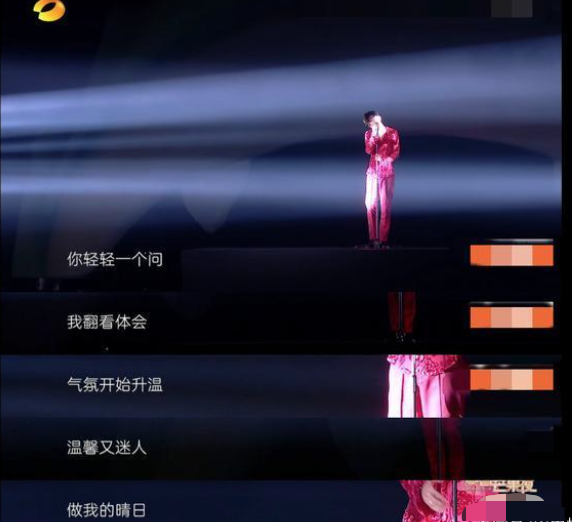 你轻轻一个问
我翻看体会
气氛开始升温
温馨又迷人
做我的晴日